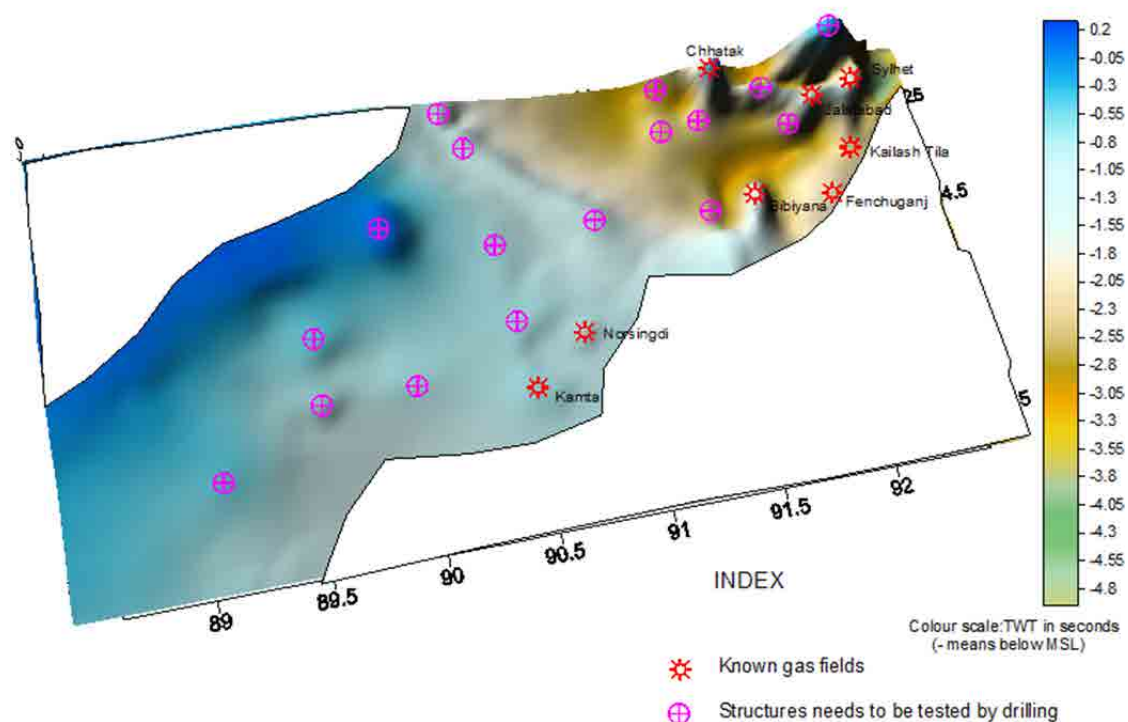 Chhatak
Sylhet
Jalalabad
Kailash Tila
Bibiyana
Fenchuganj
Norsingdi
Kamta
0
25
4.5
5
89
89.5
90
90.5
91
91.5
92
0.2
-0.05
-0.3
-0.55
-0.8
-1.05
-1.3
-1.55
-1.8
-2.05
-2.3
-2.55
-2.8
-3.05
-3.3
-3.55
-3.8
-4.05
-4.3
-4.55
-4.8
Colour scale:TWT in seconds
(- means below MSL)
INDEX
Known gas fields
Structures needs to be tested by drilling